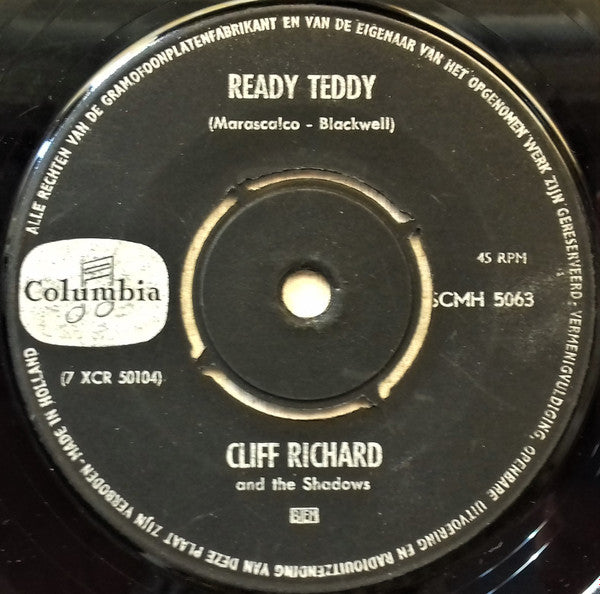 ALLE RECHTEN VAN DE GRAMOFOONPLATENFABRIKANT EN VAN DE EIGENAAR VAN HET OPGENOMEN WERK ZIJN GERESERVEERD; VERMENIGVULDIGING, OPENBARE UITVOERING EN RADIOUITZENDING VAN DEZE PLAAT ZIJN VERBODEN. MADE IN HOLLAND
READY TEDDY
(Marascalco - Blackwell)
45 RPM
Columbia
SCMH 5063
(7 XCR 50104)
CLIFF RICHARD
and the Shadows